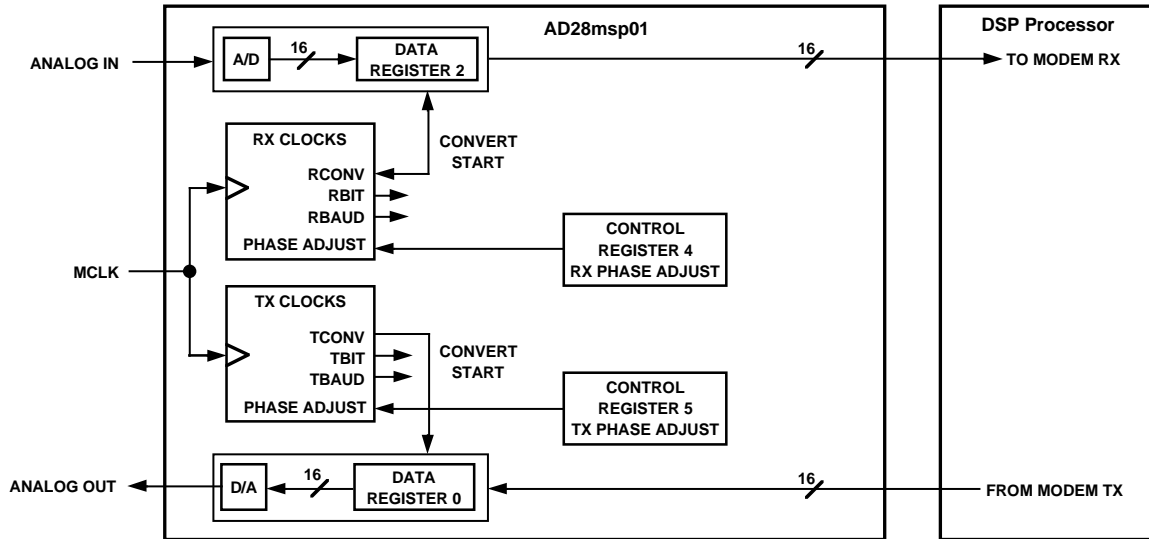 AD28msp01
DSP Processor
ANALOG IN
A/D
16
DATA
REGISTER 2
16
TO MODEM RX
RX CLOCKS
CONVERT
START
RCONV
RBIT
RBAUD
PHASE ADJUST
CONTROL
REGISTER 4
RX PHASE ADJUST
MCLK
TX CLOCKS
TCONV
TBIT
TBAUD
PHASE ADJUST
CONVERT
START
CONTROL
REGISTER 5
TX PHASE ADJUST
ANALOG OUT
D/A
16
DATA
REGISTER 0
16
FROM MODEM TX